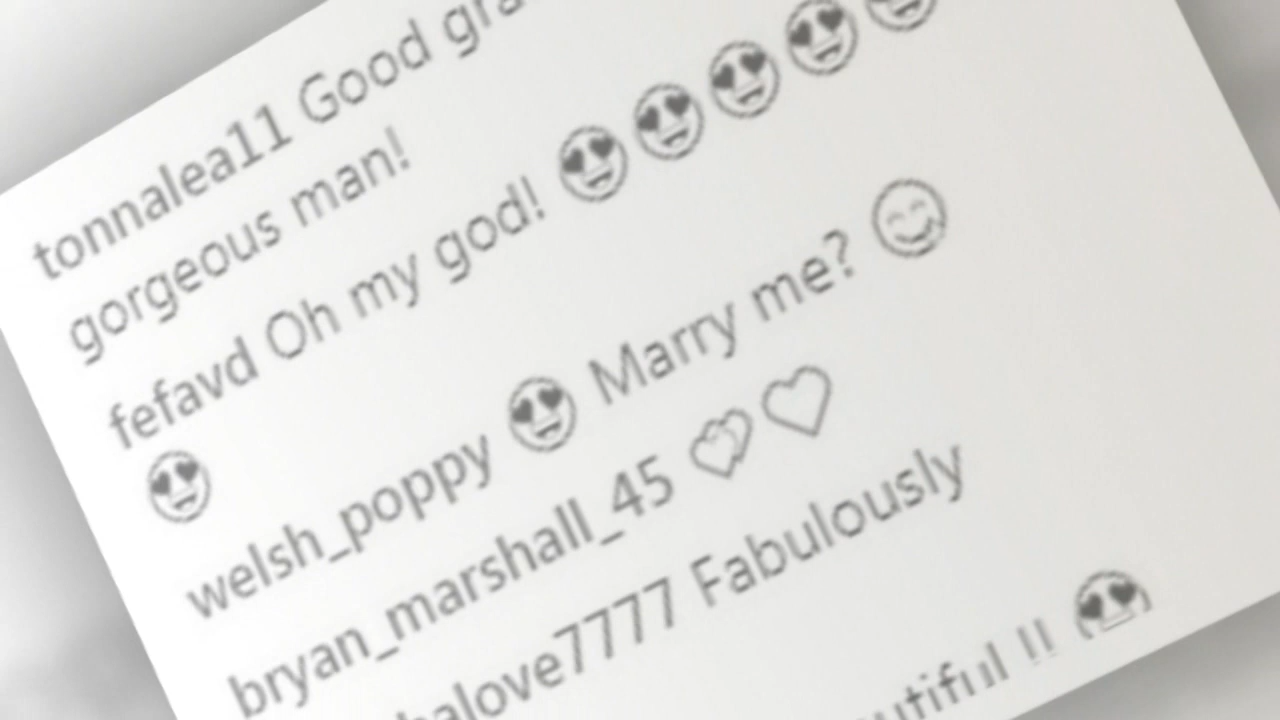 tonnalea11 Good
gorgeous man!
fefavd Oh my god! 😍😍😍😍😍
😍
welsh_poppy 😍 Marry me? 😋
bryan_marshall_45 💕♡
Fabulously
!! 😍